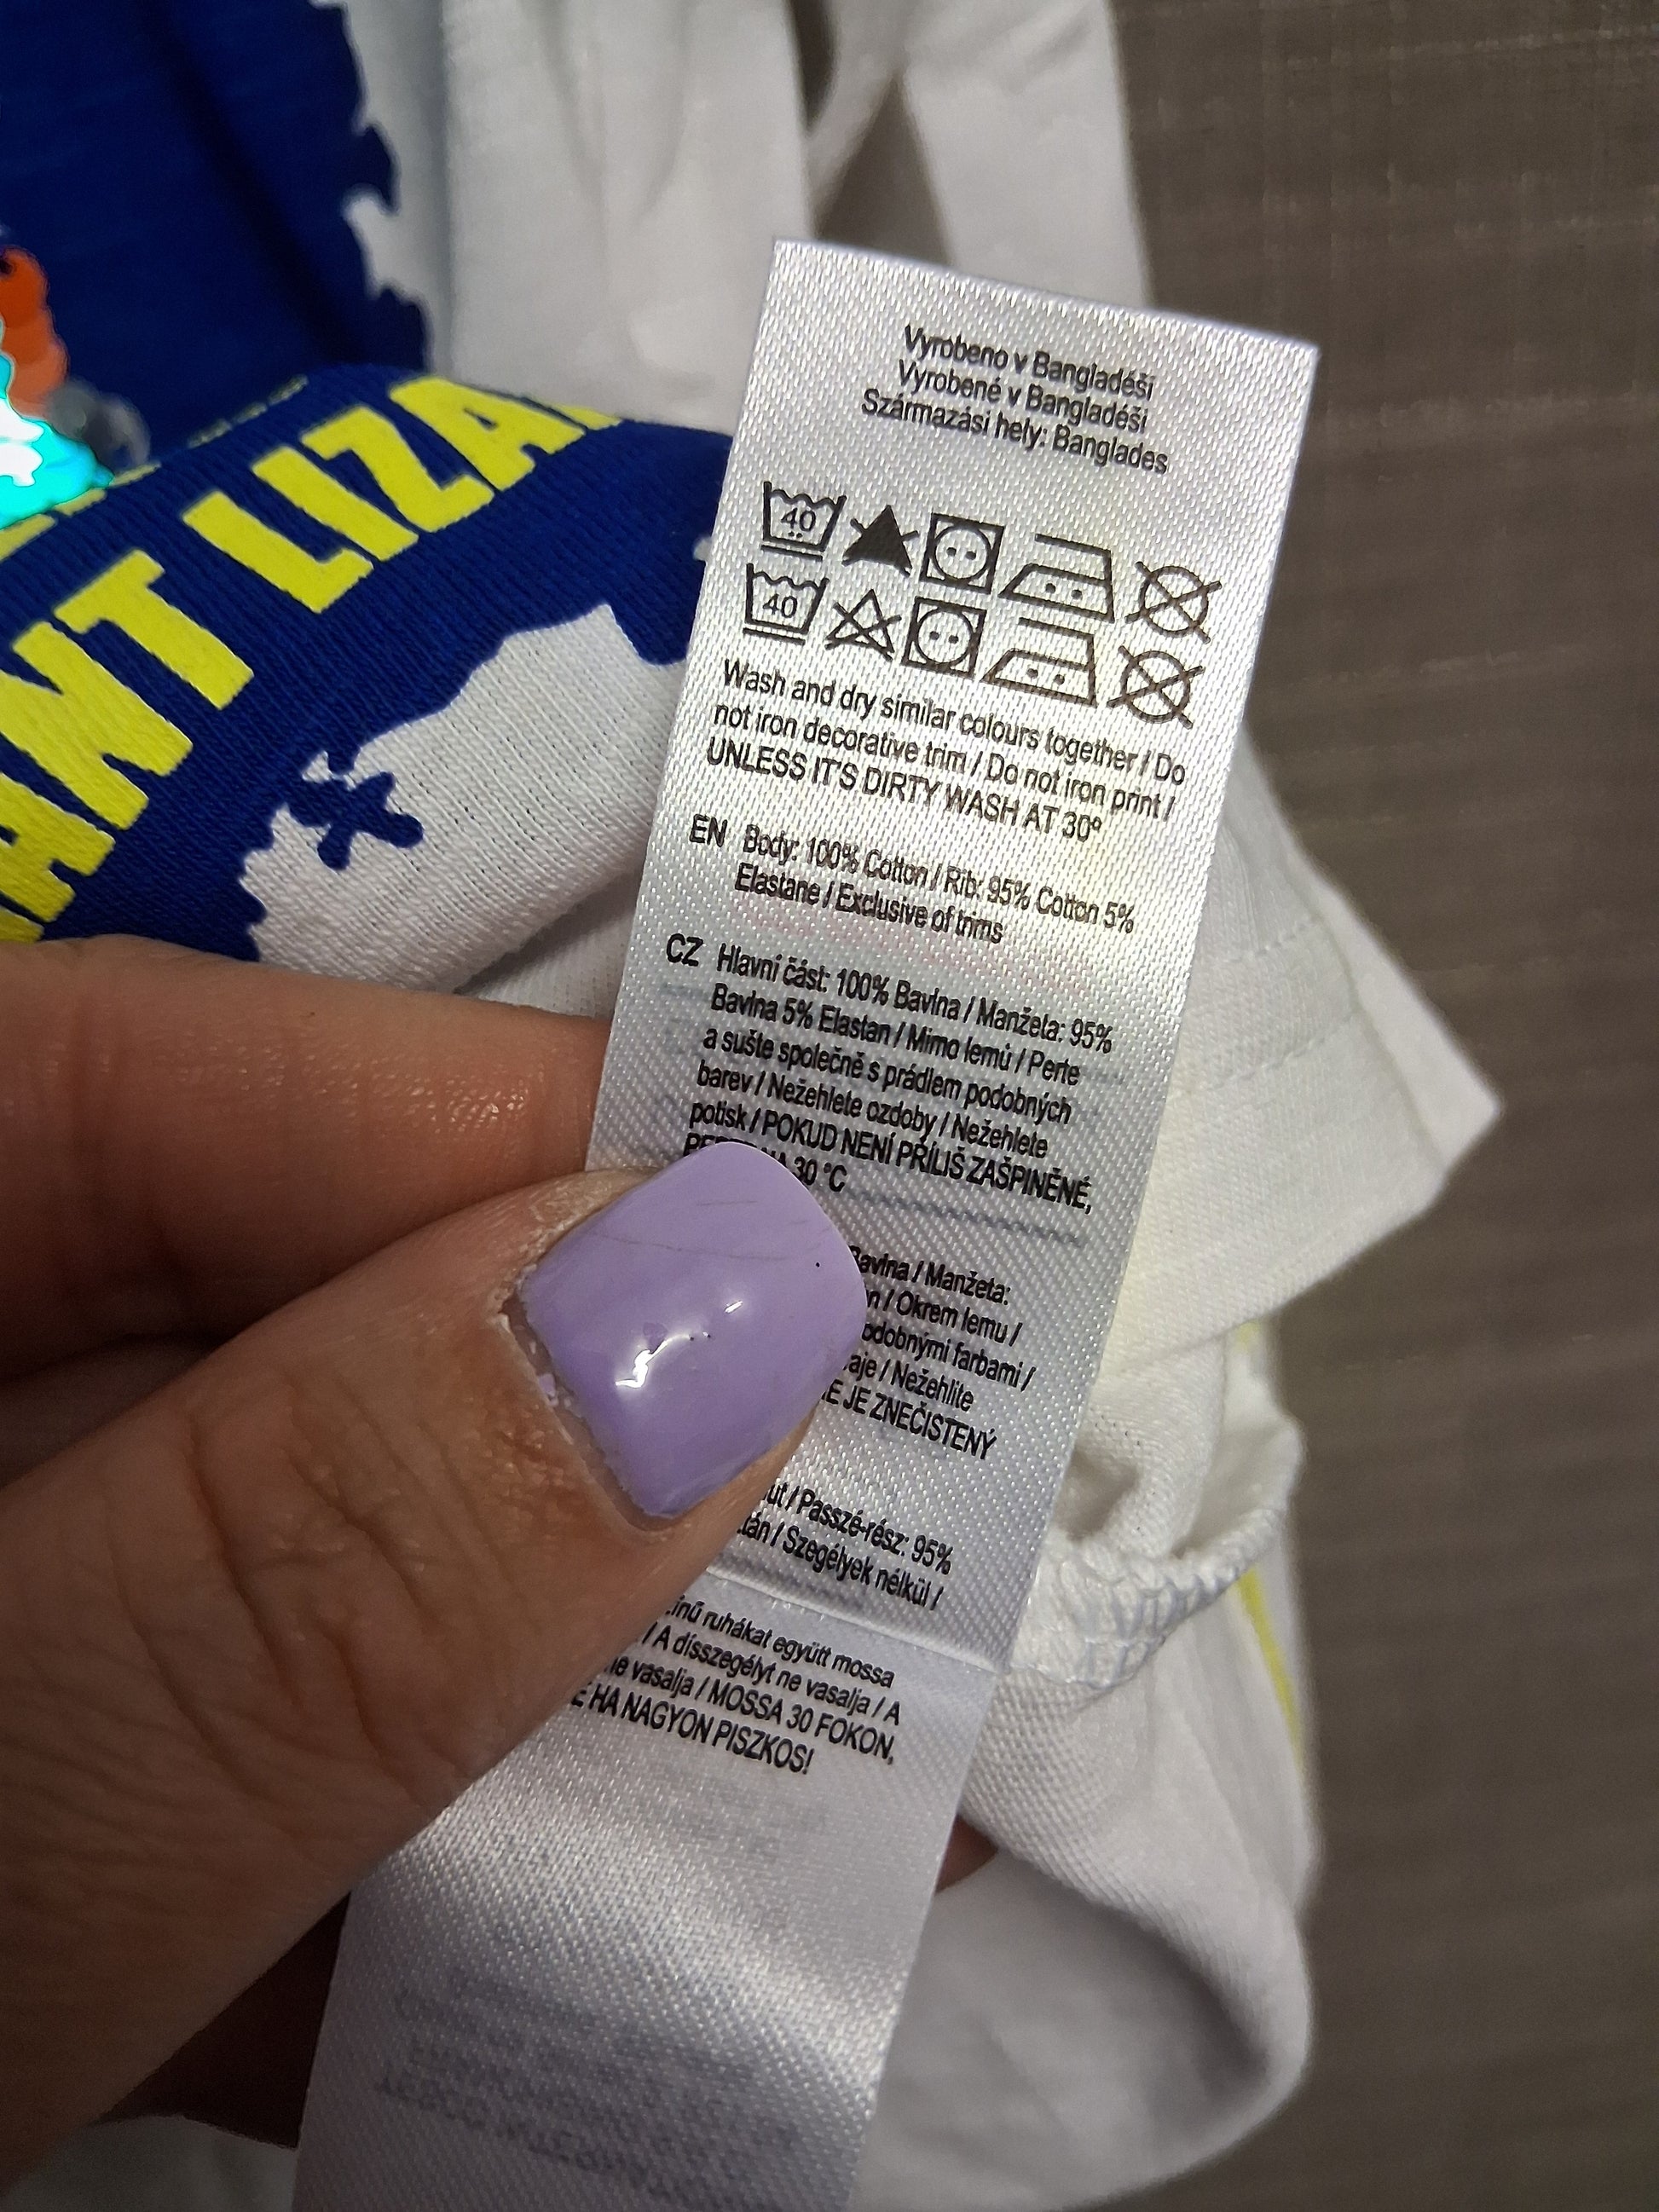 ANT LIZA
Vyrobeno v Bangladéši
Vyrobené v Bangladéši
Származási hely: Banglades
40
40
Wash and dry similar colours together / Do
not iron decorative trim / Do not iron print /
UNLESS IT'S DIRTY WASH AT 30º
EN Body: 100% Cotton / Rib: 95% Cotton 5%
Elastane / Exclusive of trims
CZ Hlavní část: 100% Bavlna / Manžeta: 95%
Bavlna 5% Elastan / Mimo lemů / Perte
a sušte společně s prádlem podobných
barev / Nežehlete ozdoby / Nežehlete
potisk / POKUD NENÍ PŘÍLIŠ ZAŠPINĚNÉ,
30 °C
Bavlna / Manžeta:
/ Okrem lemu /
farbami /
/ Nežehlite
JE ZNEČISTENÝ
/ Passzé-rész: 95%
/ Szegélyek nélkül /
ruhákat együtt mossa
/ A díszszegélyt ne vasalja / A
ne vasalja / MOSSA 30 FOKON,
HA NAGYON PISZKOS!